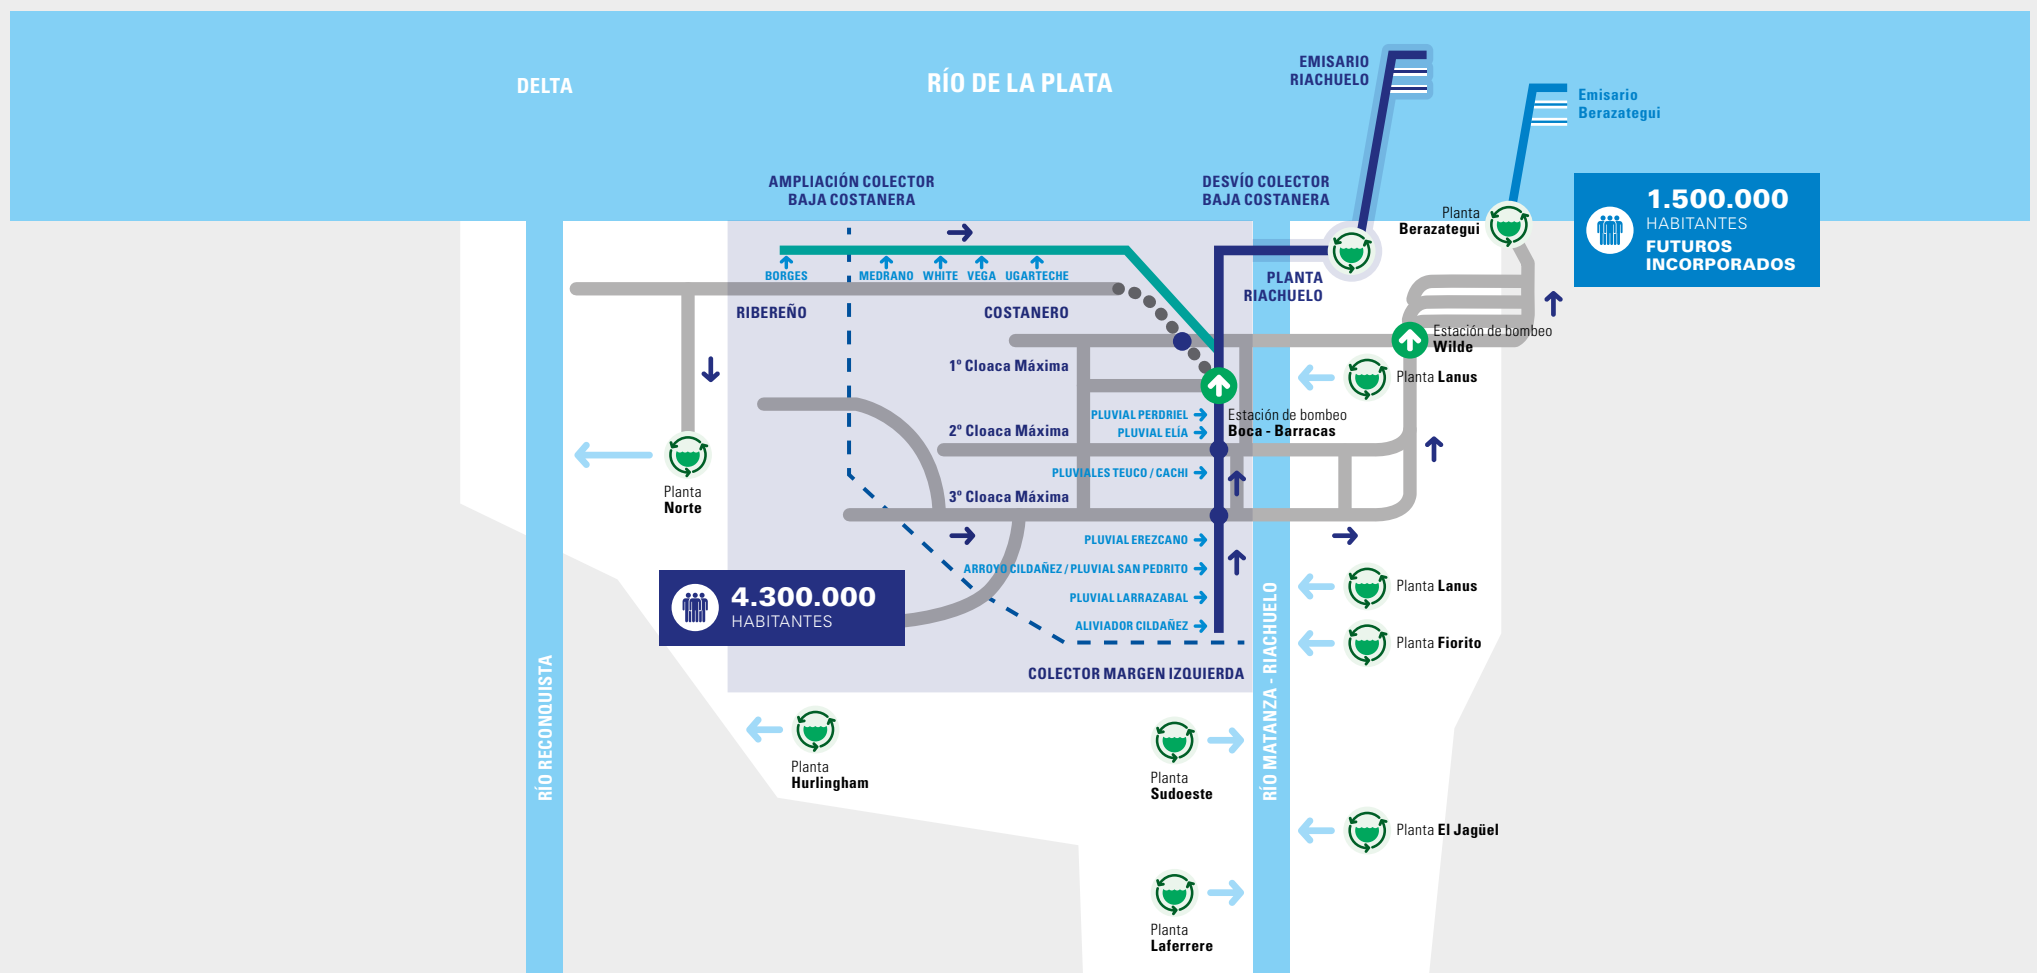 DELTA
RÍO DE LA PLATA
EMISARIO
RIACHUELO
Emisario
Berazategui
AMPLIACIÓN COLECTOR
BAJA COSTANERA
DESVÍO COLECTOR
BAJA COSTANERA
Planta
Berazategui
1.500.000
HABITANTES
FUTUROS
INCORPORADOS
BORGES
MEDRANO
WHITE
VEGA
UGARTECHE
PLANTA
RIACHUELO
RIBEREÑO
COSTANERO
Estación de bombeo
Wilde
1º Cloaca Máxima
Planta Lanus
PLUVIAL PERDRIEL
Estación de bombeo
Boca - Barracas
2º Cloaca Máxima
PLUVIAL ELÍA
PLUVIALES TEUCO / CACHI
Planta
Norte
3º Cloaca Máxima
PLUVIAL EREZCANO
ARROYO CILDAÑEZ / PLUVIAL SAN PEDRITO
Planta Lanus
4.300.000
HABITANTES
PLUVIAL LARRAZABAL
ALIVIADOR CILDAÑEZ
Planta Fiorito
COLECTOR MARGEN IZQUIERDA
RÍO RECONQUISTA
RÍO MATANZA - RIACHUELO
Planta
Hurlingham
Planta
Sudoeste
Planta El Jagüel
Planta
Laferrere